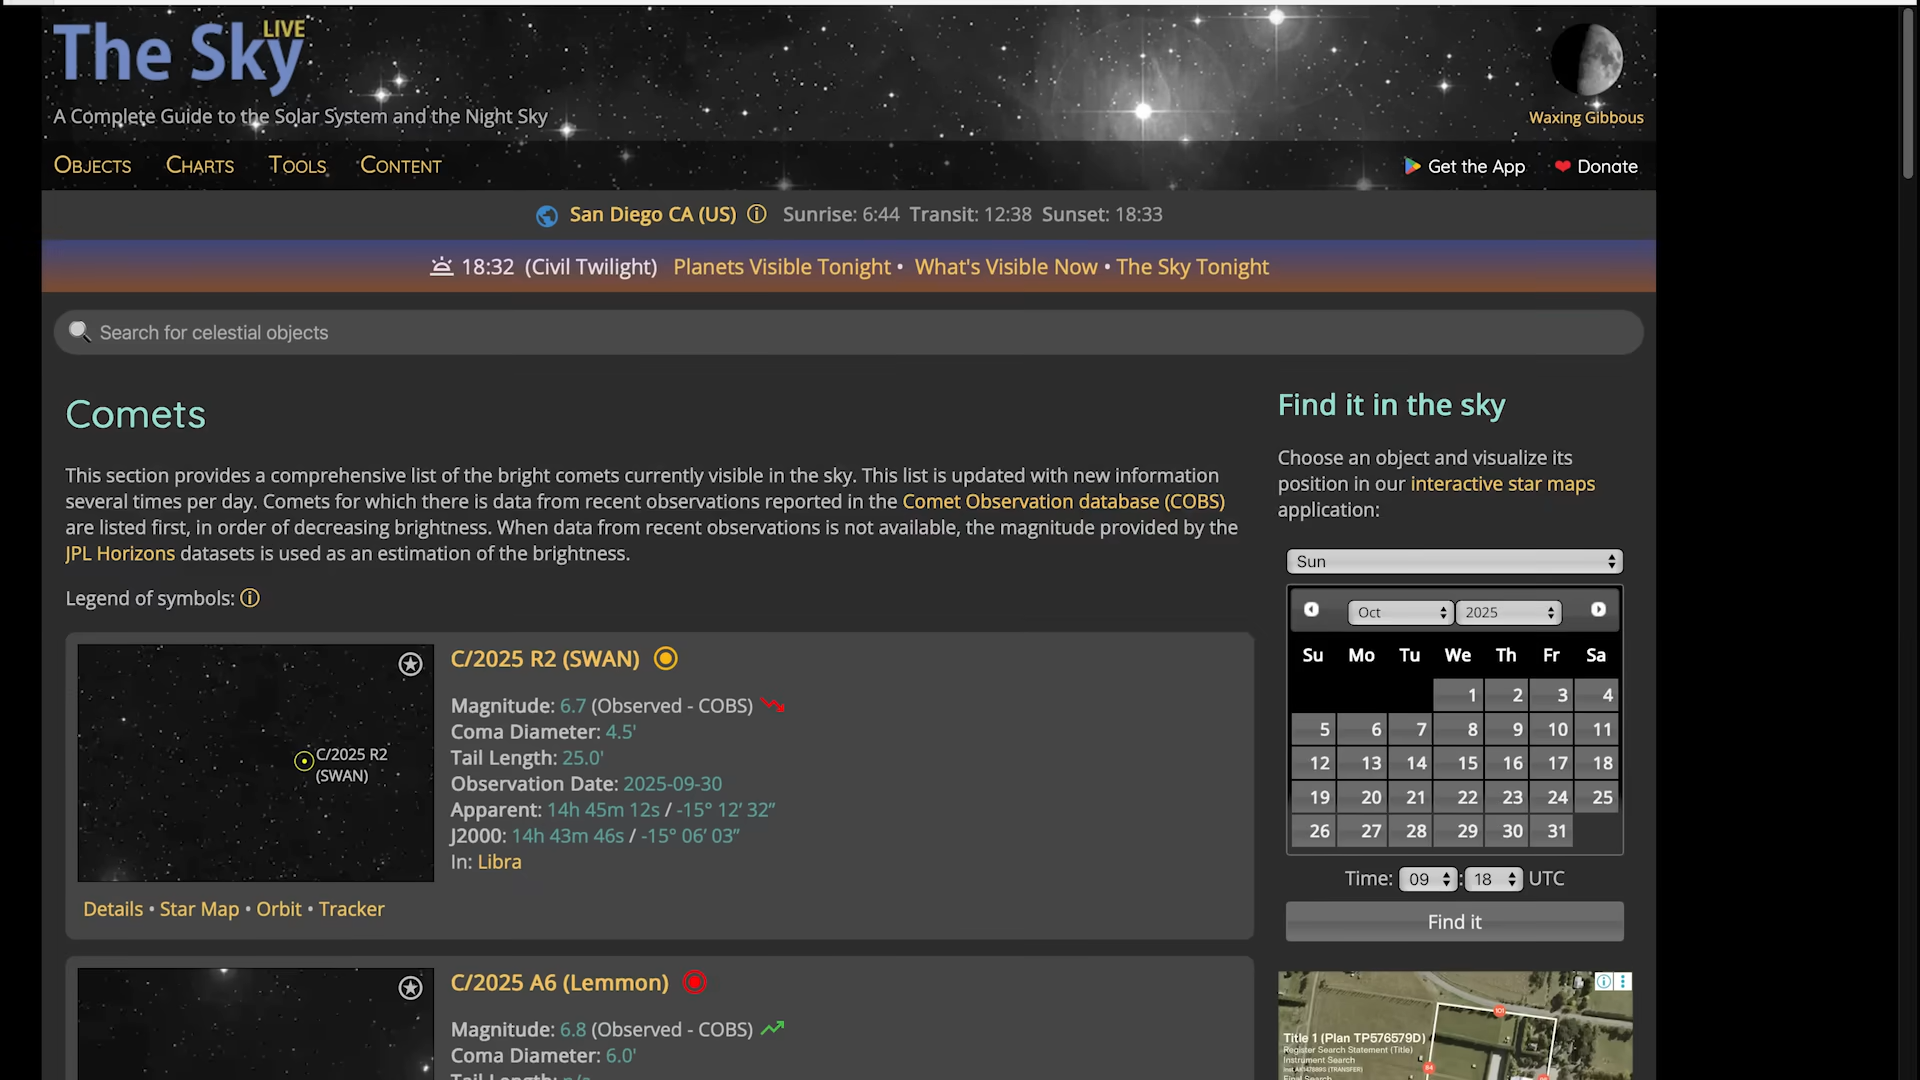 The Sky LIVE
A Complete Guide to the Solar System and the Night Sky
Waxing Gibbous
Objects Charts Tools Content
Get the App Donate
San Diego CA (US) Sunrise: 6:44 Transit: 12:38 Sunset: 18:33
18:32 (Civil Twilight) Planets Visible Tonight • What's Visible Now • The Sky Tonight
Search for celestial objects
Comets
This section provides a comprehensive list of the bright comets currently visible in the sky. This list is updated with new information
several times per day. Comets for which there is data from recent observations reported in the Comet Observation database (COBS)
are listed first, in order of decreasing brightness. When data from recent observations is not available, the magnitude provided by the
JPL Horizons datasets is used as an estimation of the brightness.
Legend of symbols:
C/2025 R2
(SWAN)
C/2025 R2 (SWAN)
Magnitude: 6.7 (Observed - COBS)
Coma Diameter: 4.5'
Tail Length: 25.0'
Observation Date: 2025-09-30
Apparent: 14h 45m 12s / -15° 12’ 32”
J2000: 14h 43m 46s / -15° 06’ 03”
In: Libra
Details • Star Map • Orbit • Tracker
C/2025 A6 (Lemmon)
Magnitude: 6.8 (Observed - COBS)
Coma Diameter: 6.0'
Tail Length: n/a
Find it in the sky
Choose an object and visualize its
position in our interactive star maps
application:
Sun
Oct 2025
Su Mo Tu We Th Fr Sa
1 2 3 4
5 6 7 8 9 10 11
12 13 14 15 16 17 18
19 20 21 22 23 24 25
26 27 28 29 30 31
Time: 09 : 18 UTC
Find it
Title 1 (Plan TP576579D)
Register Search Statement (Title)
Instrument Search
Final Search